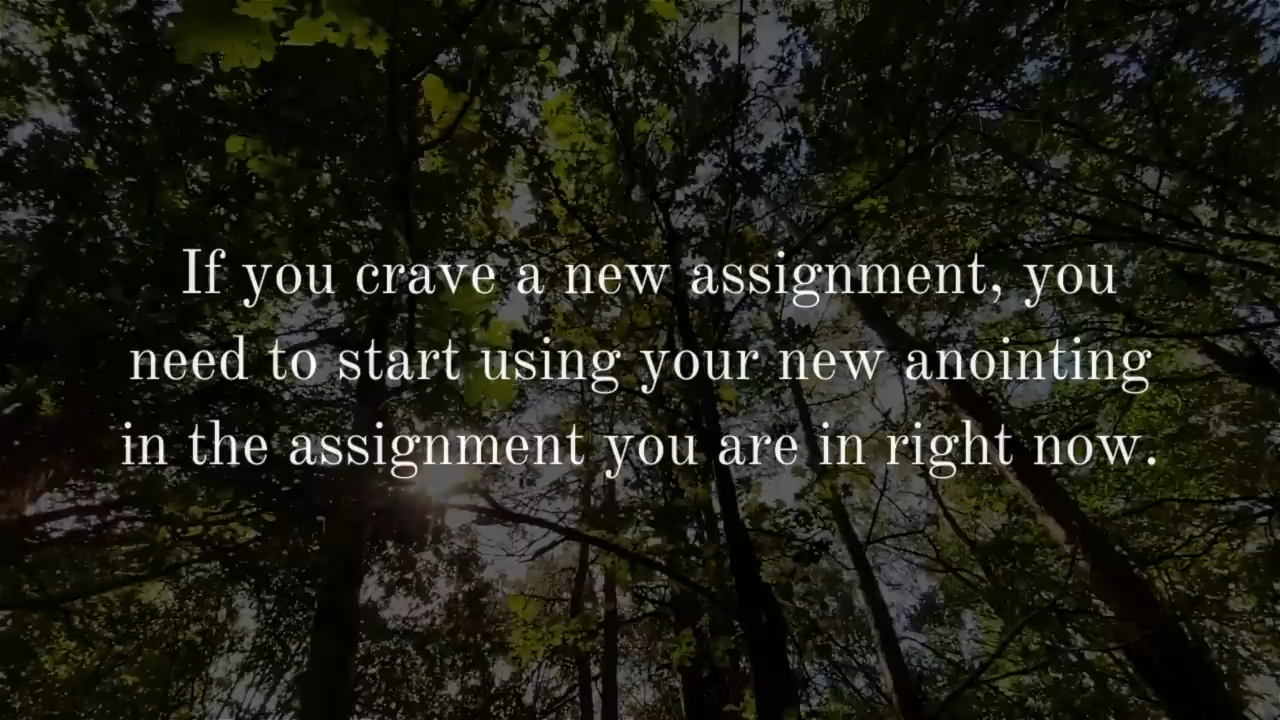 If you crave a new assignment, you
need to start using your new anointing
in the assignment you are in right now.